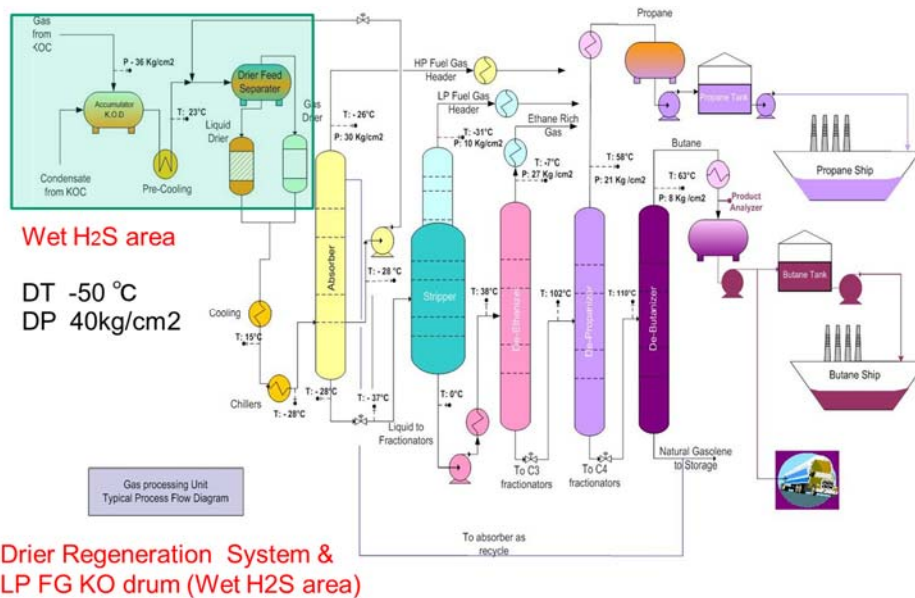 Gas
from
KOC
P - 36 Kg/cm2
Accumulator
K.O.D
Condensate
from KOC
T: 23°C
Pre-Cooling
Drier Feed
Separater
Liquid
Drier
Gas
Drier
Wet H2S area
DT -50 °C
DP 40kg/cm2
Cooling
T: 15°C
Chillers
T: - 28°C
T: - 26°C
P: 30 Kg/cm2
Absorber
T: - 28°C
T: - 28 °C
T: - 37°C
HP Fuel Gas
Header
LP Fuel Gas
Header
Ethane Rich
Gas
T: -31°C
P: 10 Kg/cm2
Stripper
T: 0°C
Liquid to
Fractionators
T: -7°C
P: 27 Kg /cm2
T: 38°C
De-Ethanizer
To C3
fractionators
T: 58°C
P: 21 Kg /cm2
T: 102°C
De-Propanizor
To C4
fractionators
Propane
Propane Tank
Propane Ship
Butane
T: 63°C
P: 8 Kg /cm2
T: 110°C
De-Butanizer
Product
Analyzer
Butane Tank
Butane Ship
Natural Gasolene
to Storage
To absorber as
recycle
Gas processing Unit
Typical Process Flow Diagram
Drier Regeneration System &
LP FG KO drum (Wet H2S area)